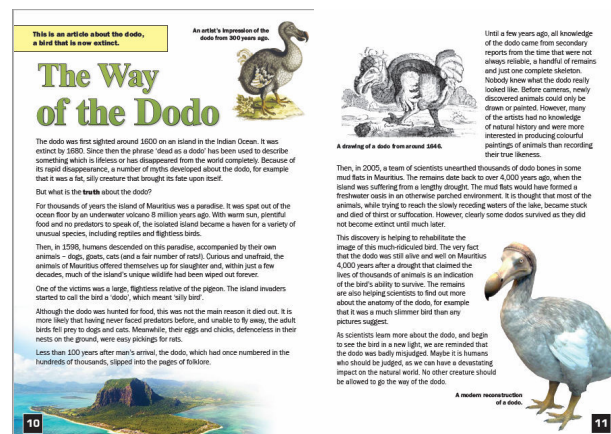 This is an article about the dodo,
a bird that is now extinct.
An artist's impression of the
dodo from 300 years ago.
The Way
of the Dodo
The dodo was first sighted around 1600 on an island in the Indian Ocean. It was
extinct by 1680. Since then the phrase 'dead as a dodo' has been used to describe
something which is lifeless or has disappeared from the world completely. Because of
its rapid disappearance, a number of myths developed about the dodo, for example
that it was a fat, silly creature that brought its fate upon itself.
But what is the truth about the dodo?
For thousands of years the island of Mauritius was a paradise. It was spat out of the
ocean floor by an underwater volcano 8 million years ago. With warm sun, plentiful
food and no predators to speak of, the isolated island became a haven for a variety of
unusual species, including reptiles and flightless birds.
Then, in 1598, humans descended on this paradise, accompanied by their own
animals – dogs, goats, cats (and a fair number of rats!). Curious and unafraid, the
animals of Mauritius offered themselves up for slaughter and, within just a few
decades, much of the island's unique wildlife had been wiped out forever.
One of the victims was a large, flightless relative of the pigeon. The island invaders
started to call the bird a 'dodo', which meant 'silly bird'.
Although the dodo was hunted for food, this was not the main reason it died out. It is
more likely that having never faced predators before, and unable to fly away, the adult
birds fell prey to dogs and cats. Meanwhile, their eggs and chicks, defenceless in their
nests on the ground, were easy pickings for rats.
Less than 100 years after man's arrival, the dodo, which had once numbered in the
hundreds of thousands, slipped into the pages of folklore.
10
A drawing of a dodo from around 1646.
Until a few years ago, all knowledge
of the dodo came from secondary
reports from the time that were not
always reliable, a handful of remains
and just one complete skeleton.
Nobody knew what the dodo really
looked like. Before cameras, newly
discovered animals could only be
drawn or painted. However, many
of the artists had no knowledge
of natural history and were more
interested in producing colourful
paintings of animals than recording
their true likeness.
Then, in 2005, a team of scientists unearthed thousands of dodo bones in some
mud flats in Mauritius. The remains date back to over 4,000 years ago, when the
island was suffering from a lengthy drought. The mud flats would have formed a
freshwater oasis in an otherwise parched environment. It is thought that most of the
animals, while trying to reach the slowly receding waters of the lake, became stuck
and died of thirst or suffocation. However, clearly some dodos survived as they did
not become extinct until much later.
This discovery is helping to rehabilitate the
image of this much-ridiculed bird. The very fact
that the dodo was still alive and well on Mauritius
4,000 years after a drought that claimed the
lives of thousands of animals is an indication
of the bird's ability to survive. The remains
are also helping scientists to find out more
about the anatomy of the dodo, for example
that it was a much slimmer bird than any
pictures suggest.
As scientists learn more about the dodo, and begin
to see the bird in a new light, we are reminded that
the dodo was badly misjudged. Maybe it is humans
who should be judged, as we can have a devastating
impact on the natural world. No other creature should
be allowed to go the way of the dodo.
A modern reconstruction
of a dodo.
11